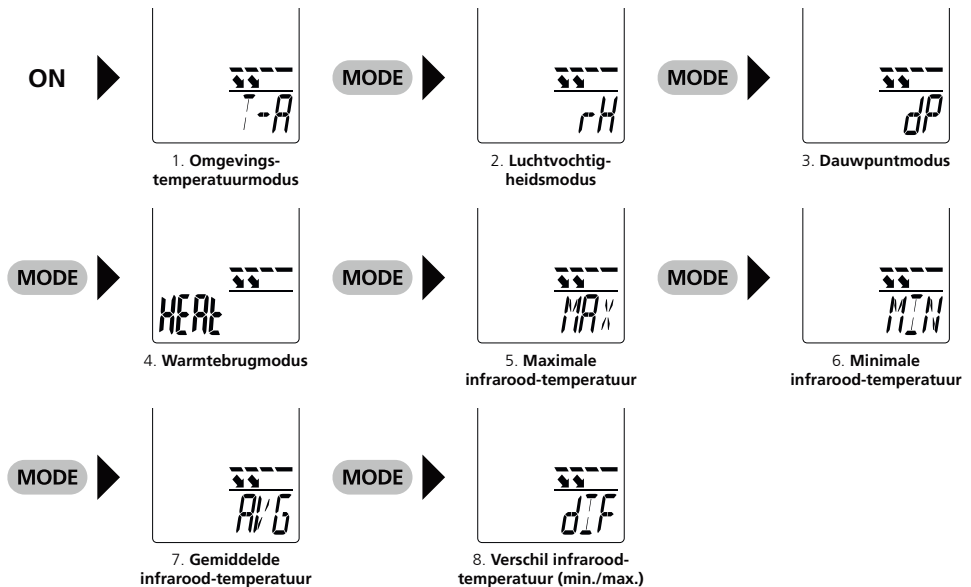 ON
T-A
1. Omgevings-
temperatuurmodus
MODE
rH
2. Luchtvochtig-
heidsmodus
MODE
dP
3. Dauwpuntmodus
MODE
HEAt
4. Warmtebrugmodus
MODE
MAX
5. Maximale
infrarood-temperatuur
MODE
MIN
6. Minimale
infrarood-temperatuur
MODE
AVG
7. Gemiddelde
infrarood-temperatuur
MODE
dIF
8. Verschil infrarood-
temperatuur (min./max.)